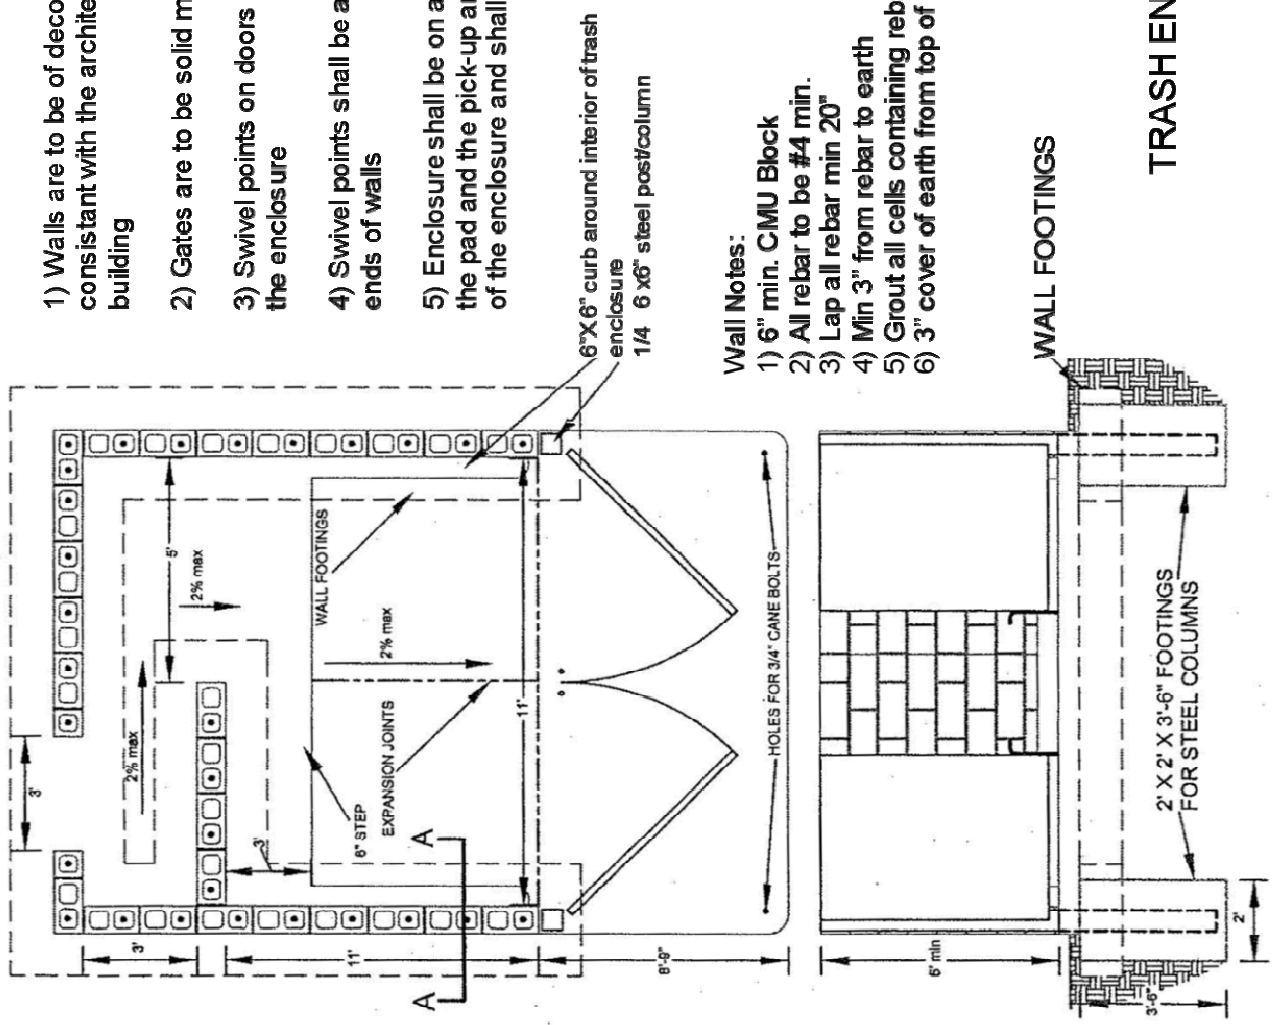 1) Walls are to be of deco
consistant with the archite
building
2) Gates are to be solid m
3) Swivel points on doors
the enclosure
4) Swivel points shall be a
ends of walls
5) Enclosure shall be on a
the pad and the pick-up a
of the enclosure and shall
6"X6" curb around interior of trash
enclosure
1/4 6 x6" steel post/column
Wall Notes:
1) 6" min. CMU Block
2) All rebar to be #4 min.
3) Lap all rebar min 20"
4) Min 3" from rebar to earth
5) Grout all cells containing reb
6) 3" cover of earth from top of
WALL FOOTINGS
TRASH EN
3'
2% max
5'
2% max
WALL FOOTINGS
2% max
6" STEP
EXPANSION JOINTS
3'
11'
A
A
3'
11'
8'-9"
HOLES FOR 3/4" CANE BOLTS
6' min
2' X 2' X 3'-6" FOOTINGS
FOR STEEL COLUMNS
2'
3'-6"